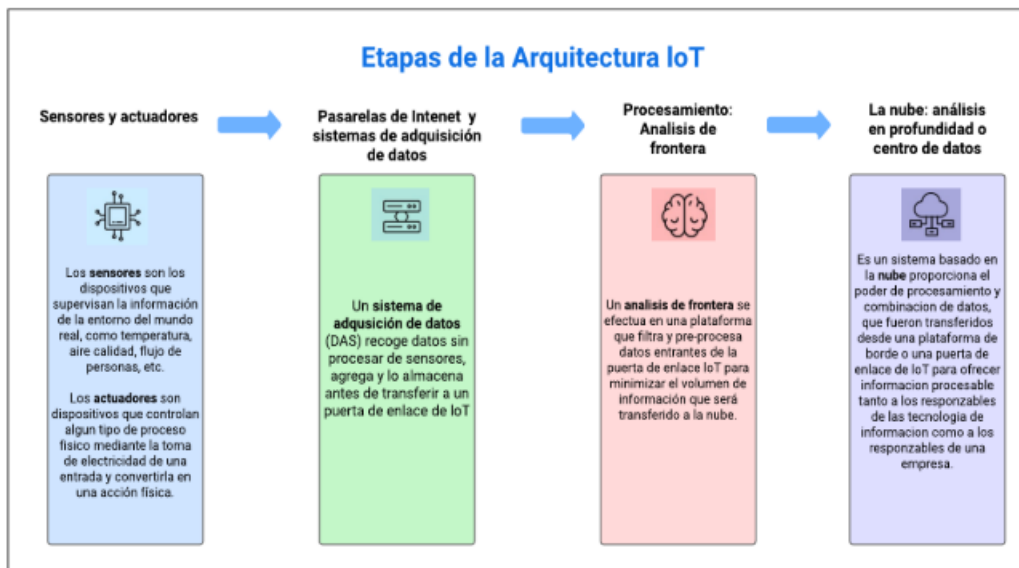 Etapas de la Arquitectura IoT
Sensores y actuadores
Pasarelas de Intenet y
sistemas de adquisición
de datos
Procesamiento:
Analisis de
frontera
La nube: análisis
en profundidad o
centro de datos
Los sensores son los
dispositivos que
supervisan la información
de la entorno del mundo
real, como temperatura,
aire calidad, flujo de
personas, etc.
Los actuadores son
dispositivos que controlan
algun tipo de proceso
físico mediante la toma
de electricidad de una
entrada y convertirla en
una acción física.
Un sistema de
adqusición de datos
(DAS) recoge datos sin
procesar de sensores,
agrega y lo almacena
antes de transferir a un
puerta de enlace de IoT
Un analisis de frontera se
efectua en una plataforma
que filtra y pre-procesa
datos entrantes de la
puerta de enlace IoT para
minimizar el volumen de
información que será
transferido a la nube.
Es un sistema basado en
la nube proporciona el
poder de procesamiento y
combinacion de datos,
que fueron transferidos
desde una plataforma de
borde o una puerta de
enlace de IoT para ofrecer
informacion procesable
tanto a los responzables
de las tecnologia de
informacion como a los
responzables de una
empresa.